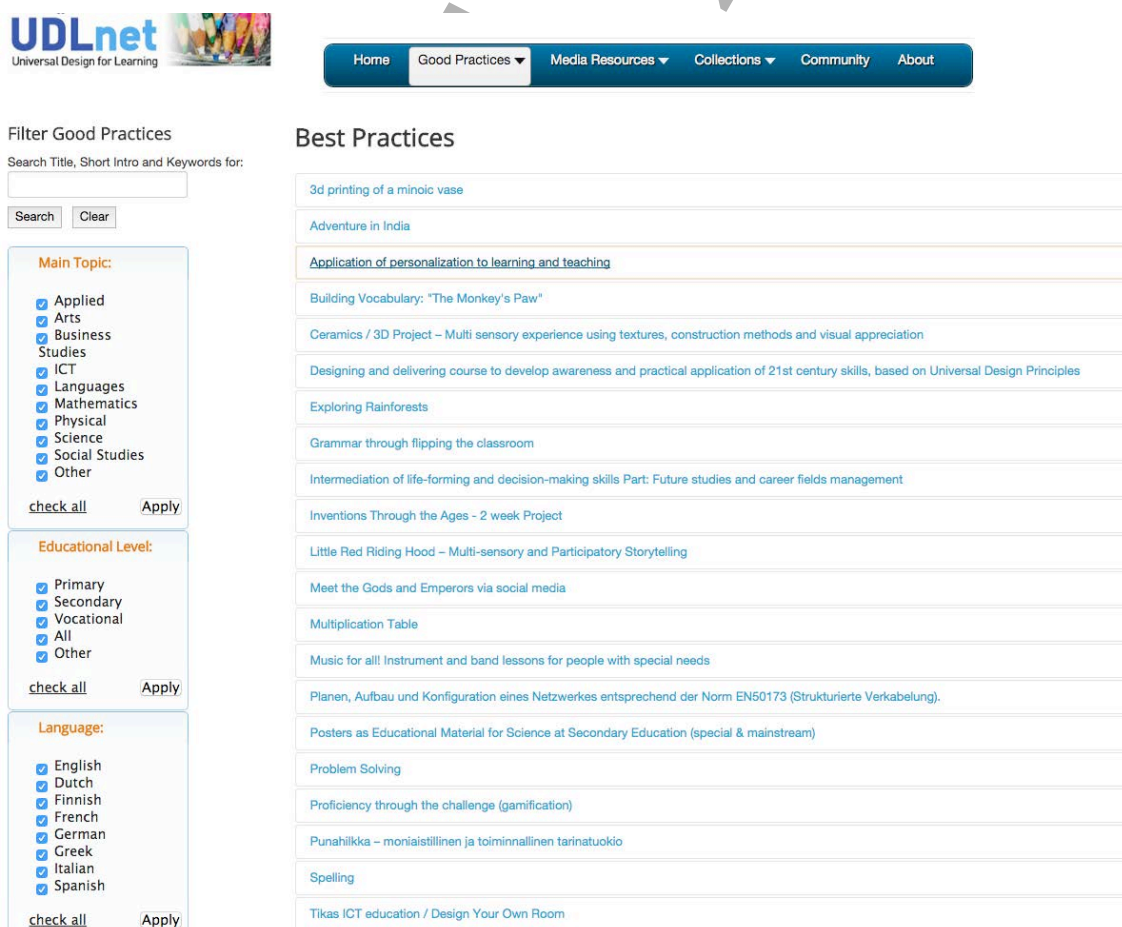 UDLnet
Universal Design for Learning
Home Good Practices Media Resources Collections Community About
Filter Good Practices
Search Title, Short Intro and Keywords for:
Search Clear
Main Topic:
Applied
Arts
Business
Studies
ICT
Languages
Mathematics
Physical
Science
Social Studies
Other
check all Apply
Educational Level:
Primary
Secondary
Vocational
All
Other
check all Apply
Language:
English
Dutch
Finnish
French
German
Greek
Italian
Spanish
check all Apply
Best Practices
3d printing of a minoic vase
Adventure in India
Application of personalization to learning and teaching
Building Vocabulary: "The Monkey's Paw"
Ceramics / 3D Project – Multi sensory experience using textures, construction methods and visual appreciation
Designing and delivering course to develop awareness and practical application of 21st century skills, based on Universal Design Principles
Exploring Rainforests
Grammar through flipping the classroom
Intermediation of life-forming and decision-making skills Part: Future studies and career fields management
Inventions Through the Ages - 2 week Project
Little Red Riding Hood – Multi-sensory and Participatory Storytelling
Meet the Gods and Emperors via social media
Multiplication Table
Music for all! Instrument and band lessons for people with special needs
Planen, Aufbau und Konfiguration eines Netzwerkes entsprechend der Norm EN50173 (Strukturierte Verkabelung).
Posters as Educational Material for Science at Secondary Education (special & mainstream)
Problem Solving
Proficiency through the challenge (gamification)
Punahilkka – moniaistillinen ja toiminnallinen tarinatuokio
Spelling
Tikas ICT education / Design Your Own Room